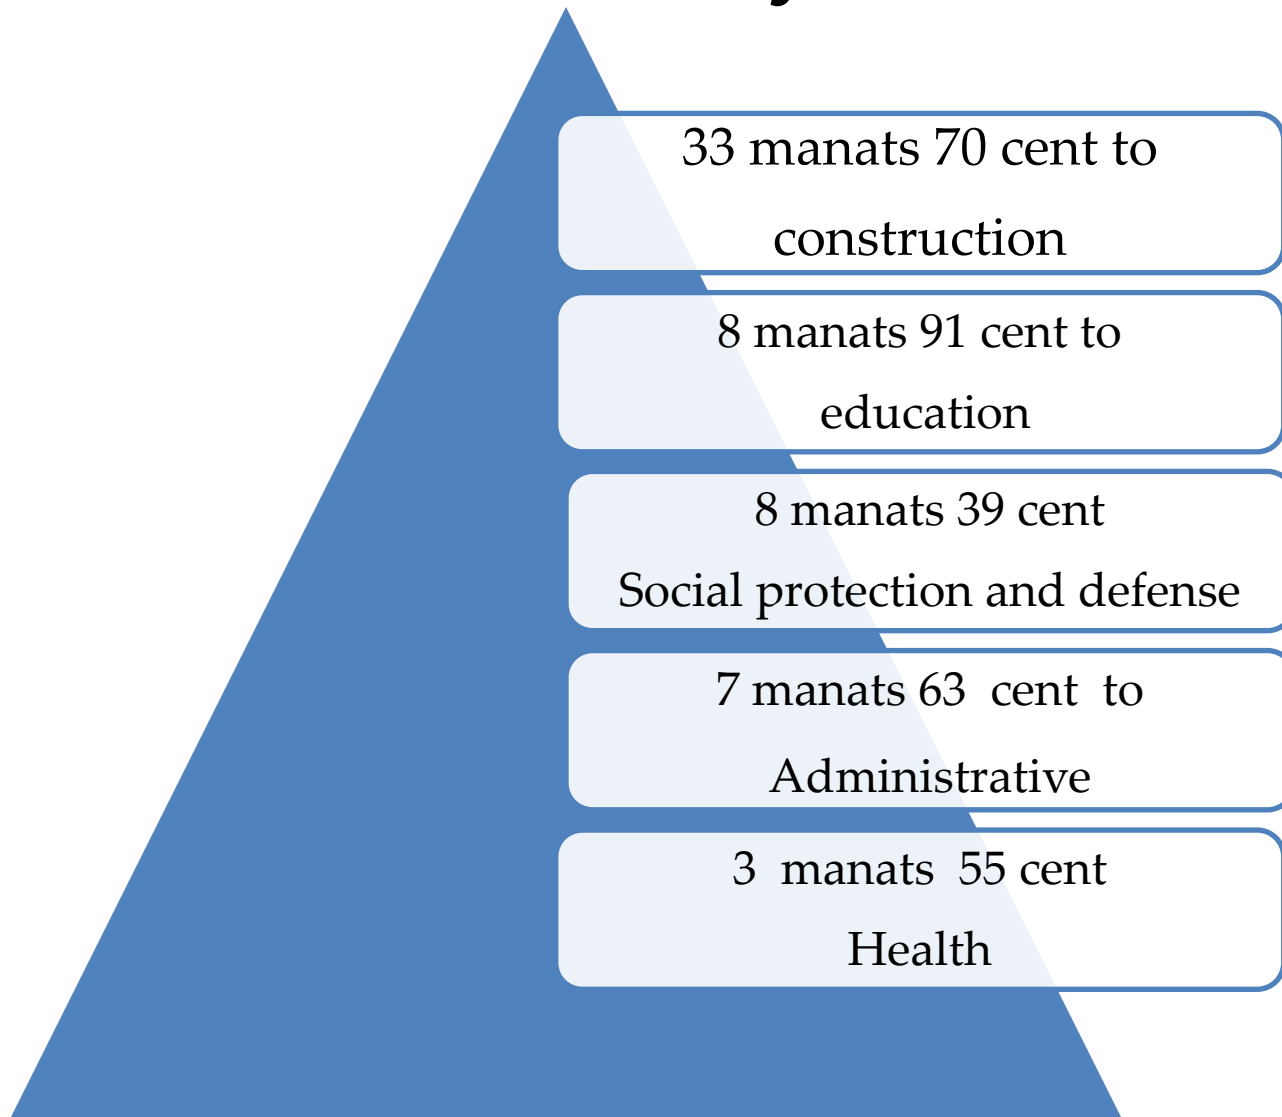 33 manats 70 cent to
construction
8 manats 91 cent to
education
8 manats 39 cent
Social protection and defense
7 manats 63 cent to
Administrative
3 manats 55 cent
Health